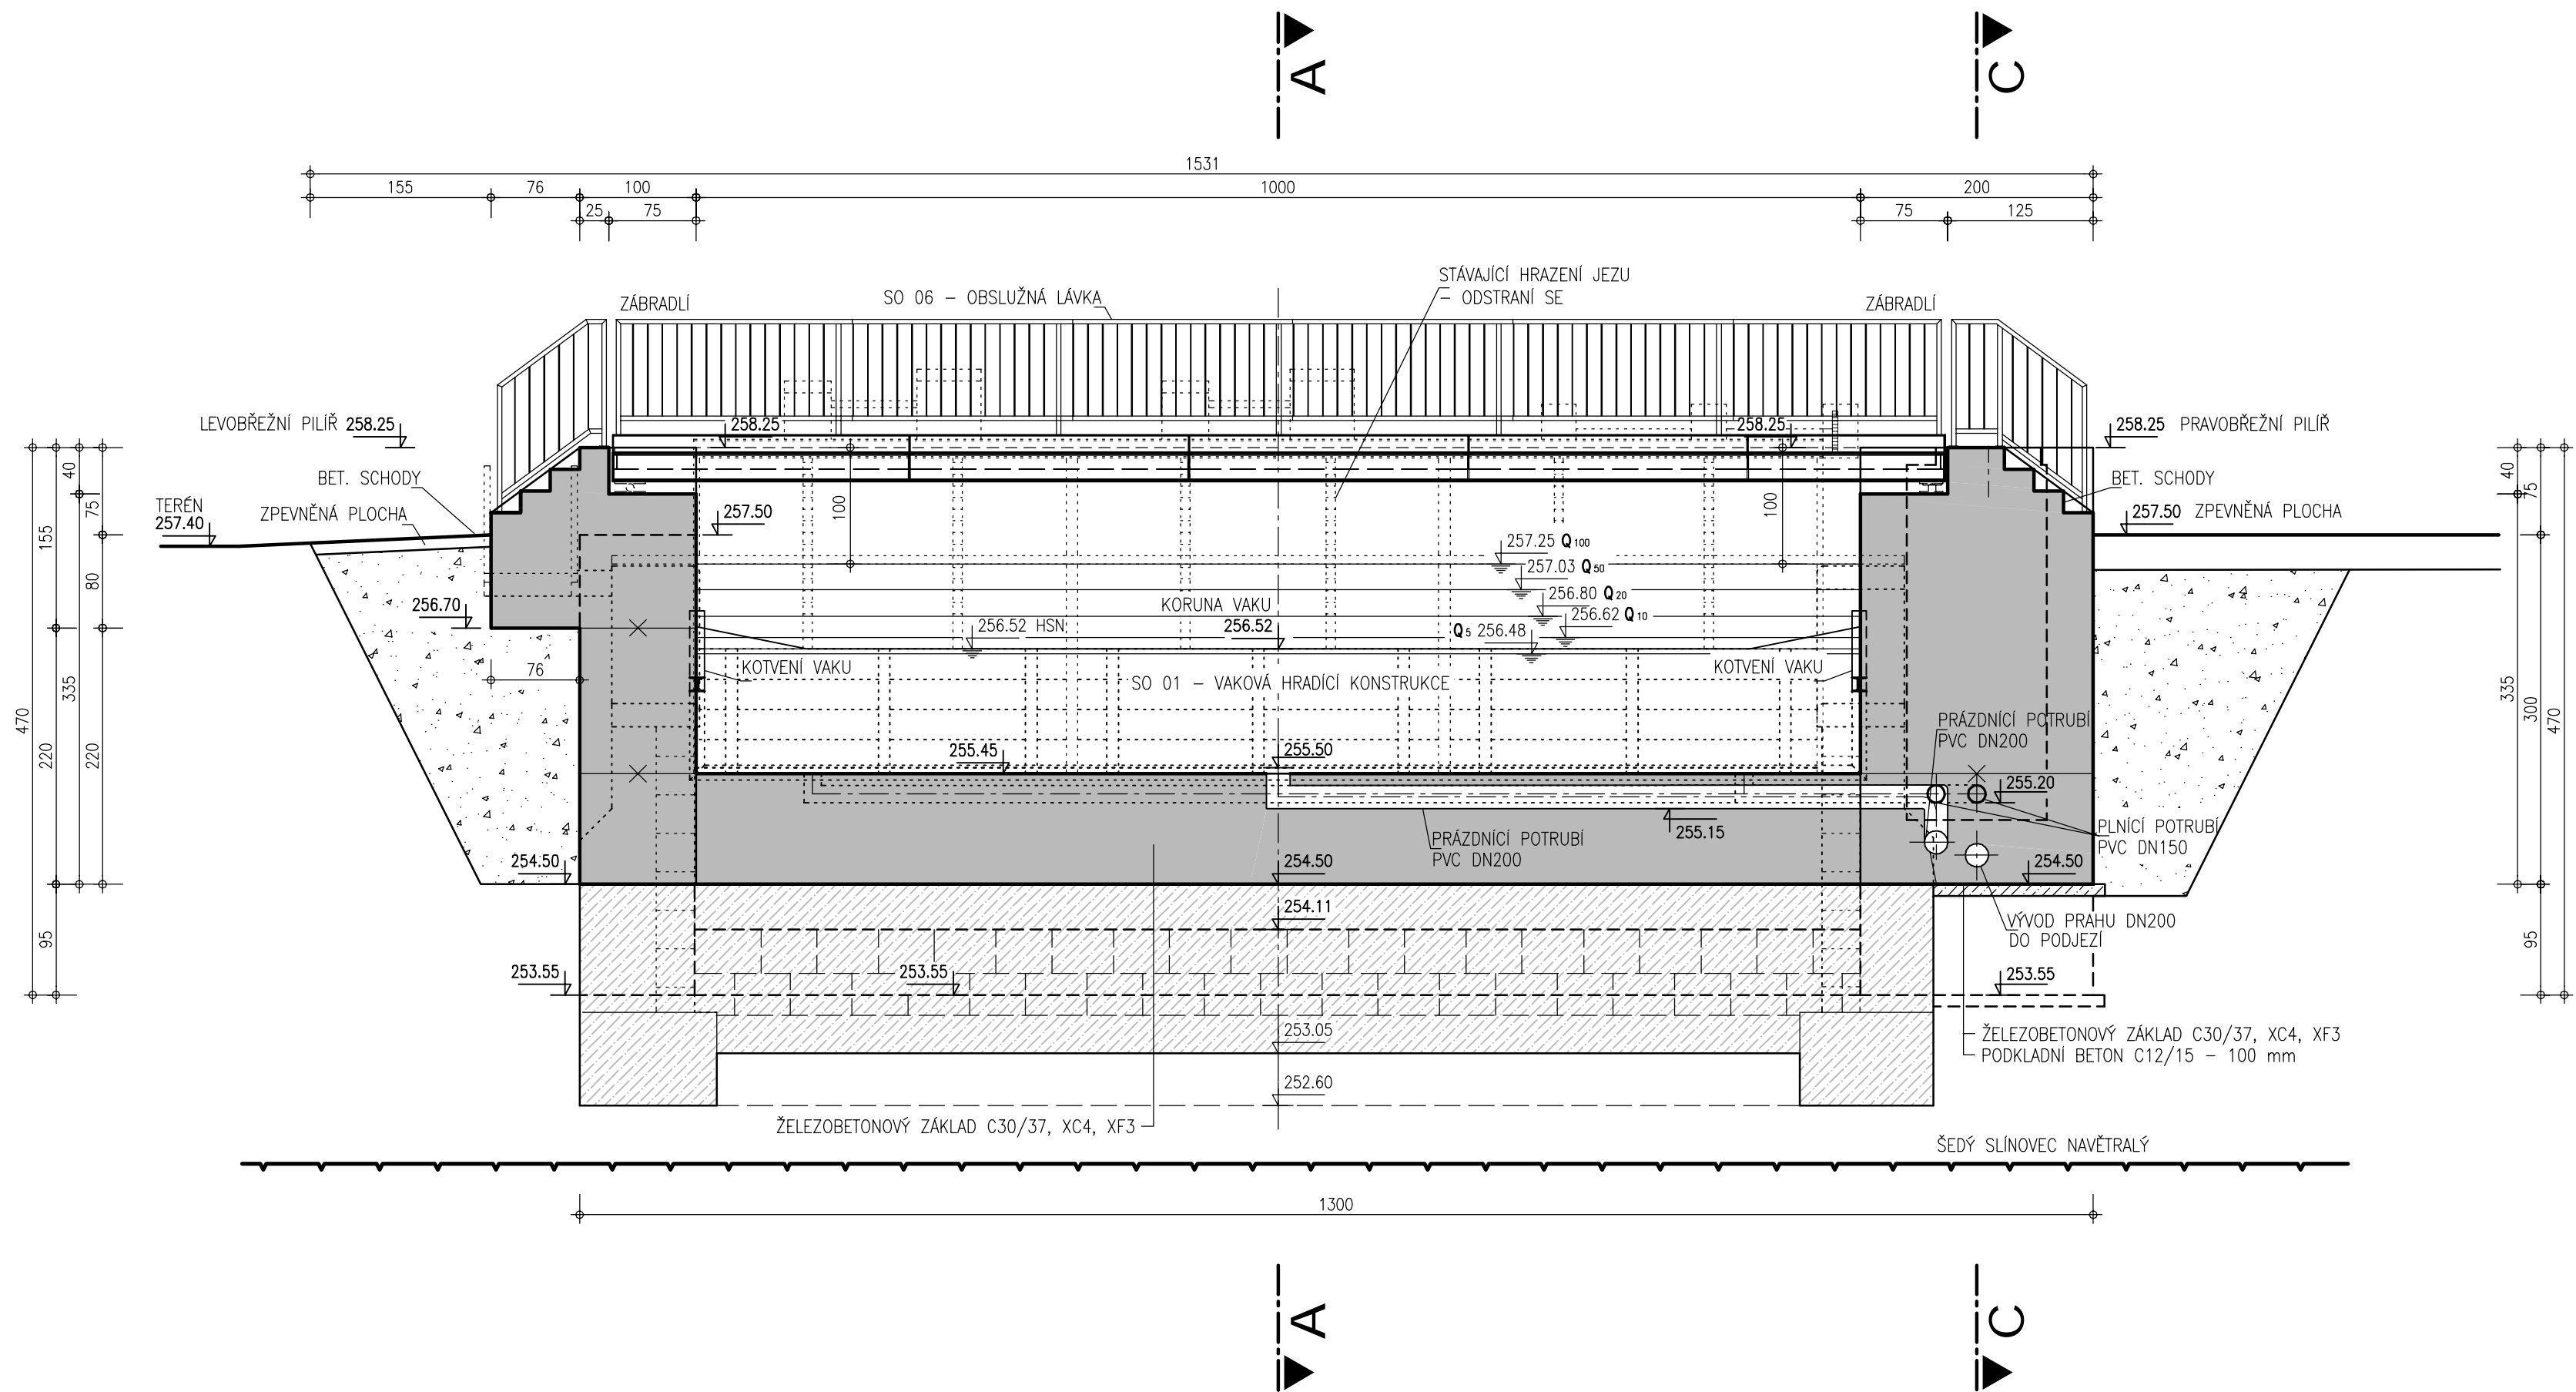 A
C
1531
155
76
100
1000
200
25
75
75
125
STÁVAJÍCÍ HRAZENÍ JEZU
– ODSTRANÍ SE
ZÁBRADLÍ
SO 06 – OBSLUŽNÁ LÁVKA
ZÁBRADLÍ
LEVOBŘEŽNÍ PILÍŘ 258.25
258.25
258.25
258.25 PRAVOBŘEŽNÍ PILÍŘ
BET. SCHODY
BET. SCHODY
TERÉN
257.40
ZPEVNĚNÁ PLOCHA
257.50
257.50 ZPEVNĚNÁ PLOCHA
100
100
257.25 Q100
257.03 Q50
256.80 Q20
256.62 Q10
Q5 256.48
KORUNA VAKU
256.52
256.52 HSN
256.70
76
KOTVENÍ VAKU
KOTVENÍ VAKU
SO 01 – VAKOVÁ HRADÍCÍ KONSTRUKCE
PRÁZDNÍCÍ POTRUBÍ
PVC DN200
255.45
255.50
255.20
255.15
PRÁZDNÍCÍ POTRUBÍ
PVC DN200
PLNÍCÍ POTRUBÍ
PVC DN150
254.50
254.50
254.50
254.11
VÝVOD PRAHU DN200
DO PODJEZÍ
253.55
253.55
253.55
253.05
252.60
ŽELEZOBETONOVÝ ZÁKLAD C30/37, XC4, XF3
PODKLADNÍ BETON C12/15 – 100 mm
ŽELEZOBETONOVÝ ZÁKLAD C30/37, XC4, XF3
ŠEDÝ SLÍNOVEC NAVĚTRALÝ
1300
470
155
220
95
40
335
75
80
220
40
335
75
300
95
470
A
C